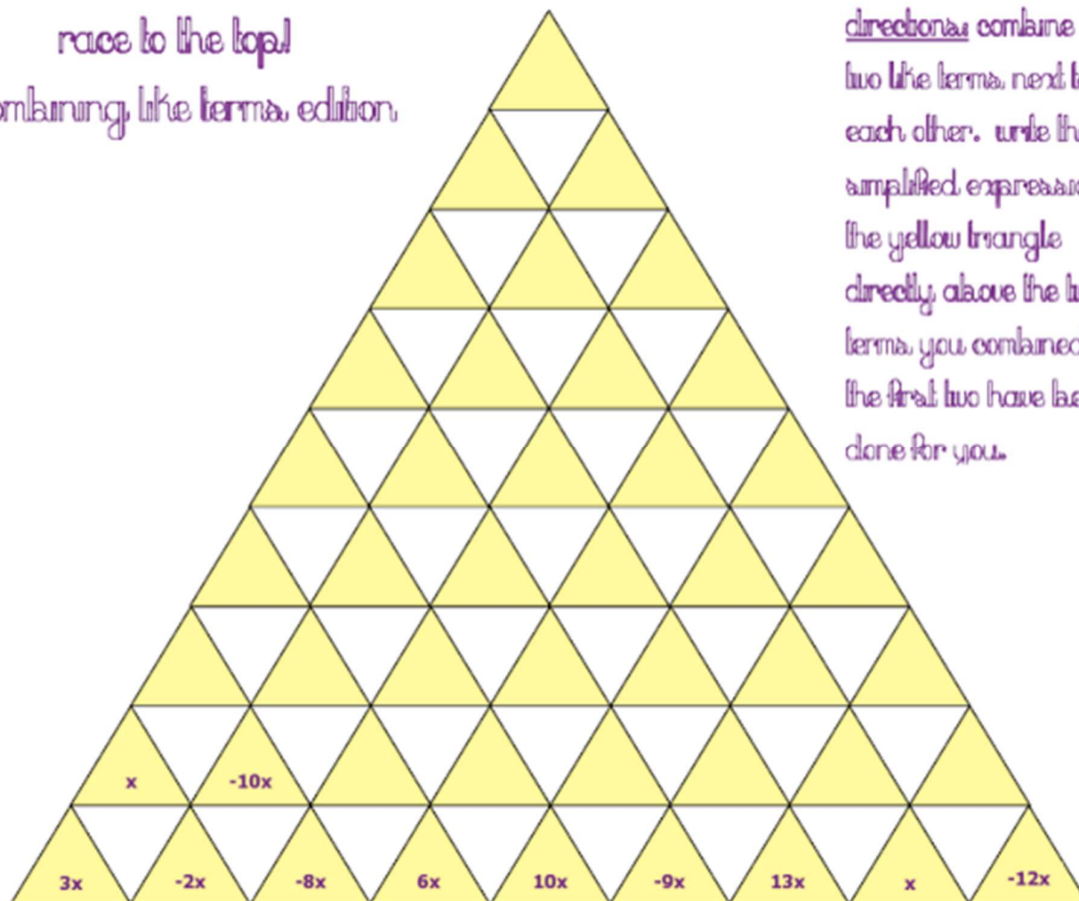 race to the top!
ombining like terms edition
directions: combine
two like terms next t
each other. write th
simplified expressio
the yellow triangle
directly above the tw
terms you combined
the first two have be
done for you.
x -10x
3x -2x -8x 6x 10x -9x 13x x -12x